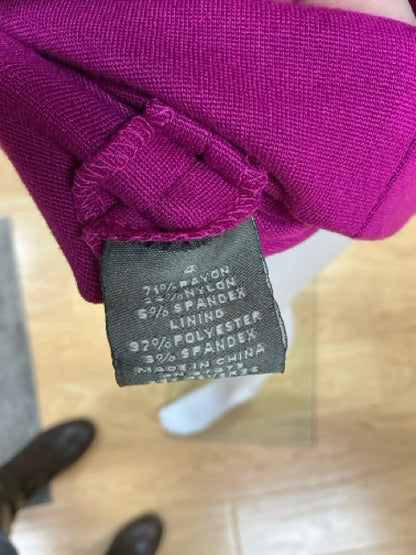 4
71% RAYON
24% NYLON
5% SPANDEX
LINING
97% POLYESTER
3% SPANDEX
MADE IN CHINA